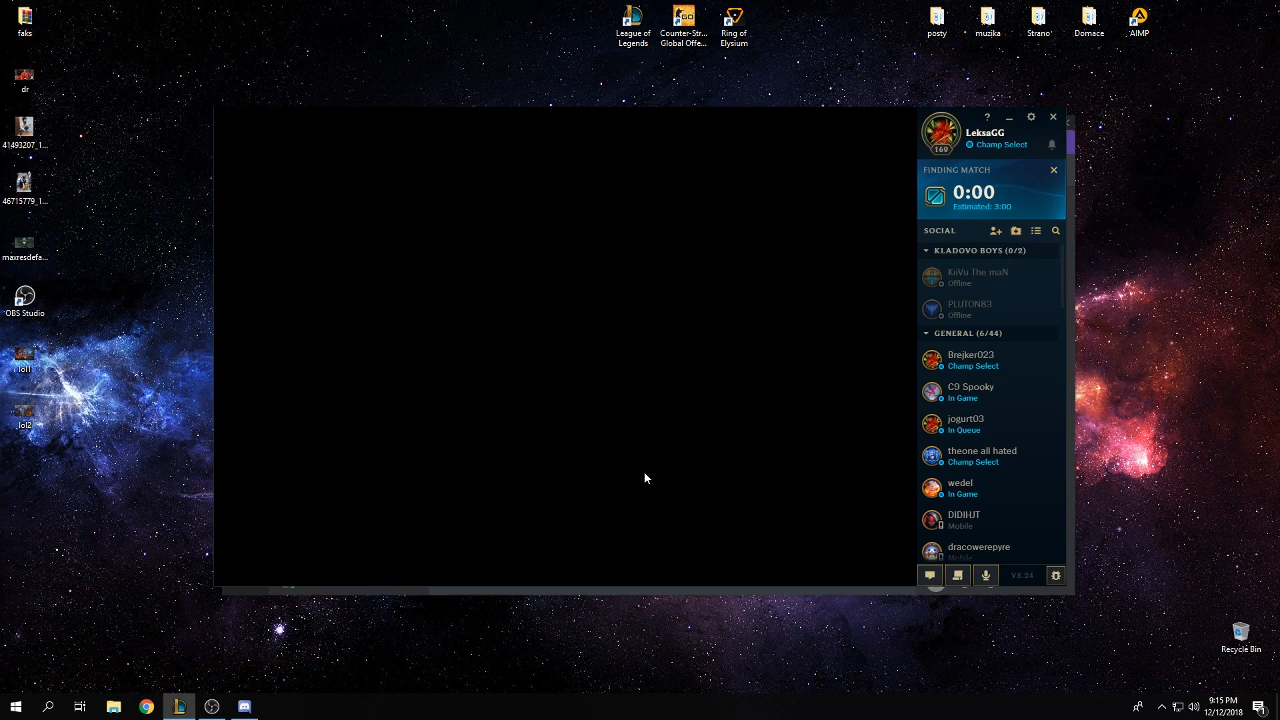 faks
dr
41493207_1...
46715779_1...
maxresdefa...
OBS Studio
lol1
lol2
League of
Legends
Counter-Str...
Global Offe...
Ring of
Elysium
posty
muzika
Strano
Domace
AIMP
LeksaGG
169
Champ Select
FINDING MATCH
0:00
Estimated: 3:00
SOCIAL
KLADOVO BOYS (0/2)
KiiVu The maN
Offline
PLUTON83
Offline
GENERAL (6/44)
Brejker023
Champ Select
C9 Spooky
In Game
jogurt03
In Queue
theone all hated
Champ Select
wedel
In Game
DIDIHJT
Mobile
dracowerepyre
Mobile
V8.24
Recycle Bin
9:15 PM
12/12/2018